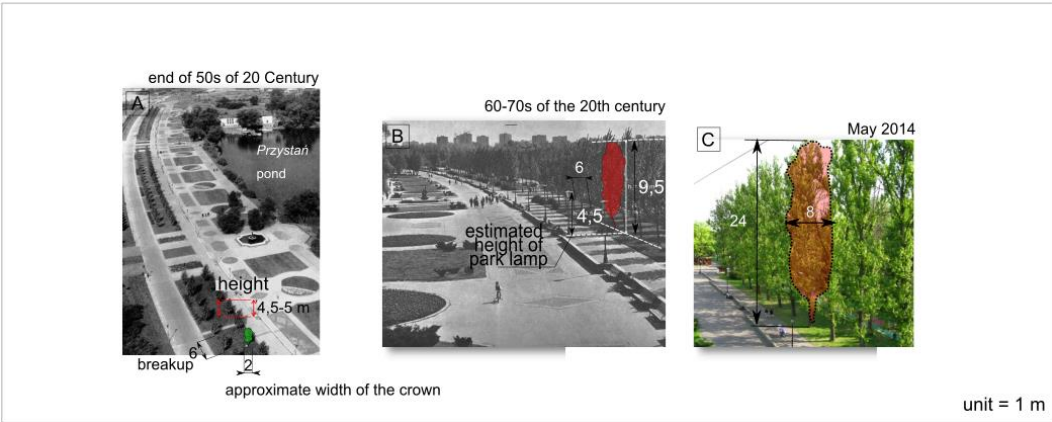 end of 50s of 20 Century
A
Przystań
pond
height
4,5-5 m
6
breakup
2
approximate width of the crown
60-70s of the 20th century
B
6
9,5
4,5
estimated
height of
park lamp
May 2014
C
24
8
unit = 1 m